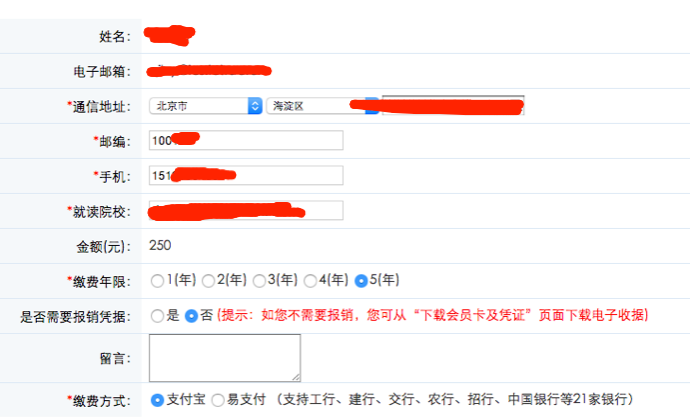 姓名：
电子邮箱：
*通信地址： 北京市 海淀区
*邮编： 100
*手机： 151
*就读院校：
金额(元)： 250
*缴费年限： 1(年) 2(年) 3(年) 4(年) 5(年)
是否需要报销凭据： 是 否 (提示：如您不需要报销，您可从“下载会员卡及凭证”页面下载电子收据)
留言：
*缴费方式： 支付宝 易支付 （支持工行、建行、交行、农行、招行、中国银行等21家银行）